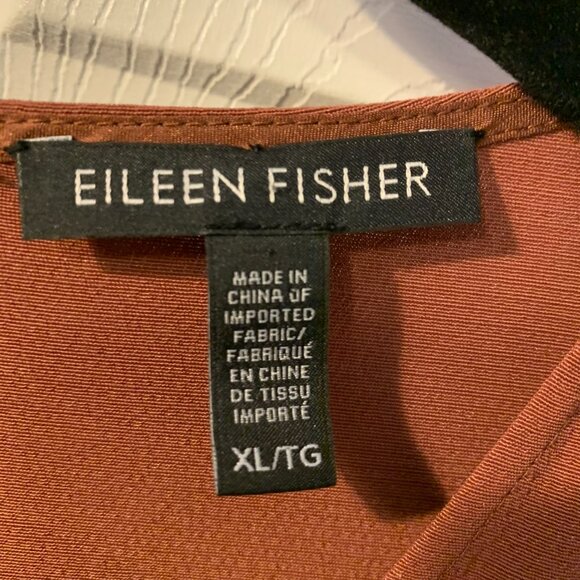 EILEEN FISHER
MADE IN
CHINA OF
IMPORTED
FABRIC/
FABRIQUÉ
EN CHINE
DE TISSU
IMPORTÉ
XL/TG